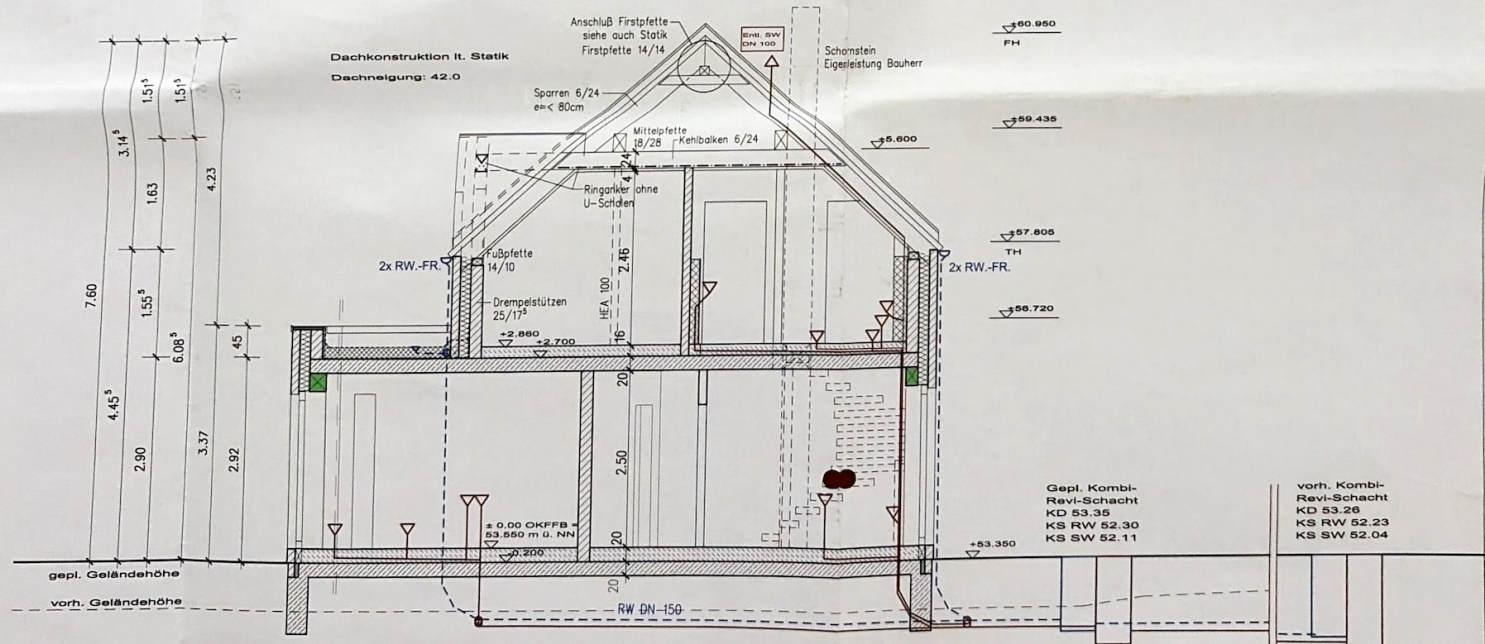 Anschluß Firstpfette
siehe auch Statik
Firstpfette 14/14
Dachkonstruktion lt. Statik
Dachneigung: 42.0
Entl. SW
DN 100
Schornstein
Eigenleistung Bauherr
±60.950
FH
Sparren 6/24
e=< 80cm
Mittelpfette
18/28
Kehlbalken 6/24
+5.600
±59.435
Ringanker ohne
U-Schalen
24
4
1.51⁵
1.51⁵
3.14⁵
1.63
4.23
7.60
1.55⁵
6.08⁵
45
4.45⁵
2.90
3.37
2.92
2x RW.-FR.
Fußpfette
14/10
Drempelstützen
25/17⁵
HEA 100
2.46
16
+2.860
+2.700
2x RW.-FR.
±57.805
TH
±56.720
20
2.50
20
20
± 0.00 OKFFB =
53.550 m ü. NN
-0.200
+53.350
gepl. Geländehöhe
vorh. Geländehöhe
RW DN-150
Gepl. Kombi-
Revi-Schacht
KD 53.35
KS RW 52.30
KS SW 52.11
vorh. Kombi-
Revi-Schacht
KD 53.26
KS RW 52.23
KS SW 52.04